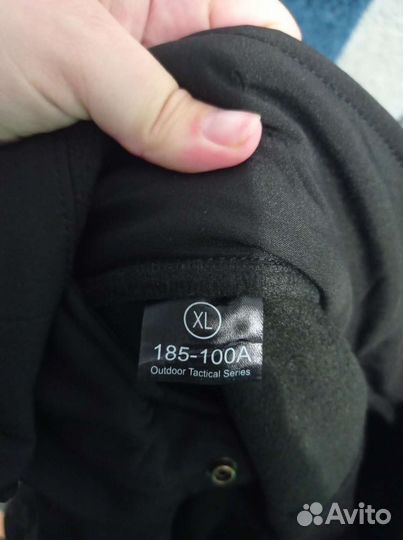 XL
185-100A
Outdoor Tactical Series
Avito